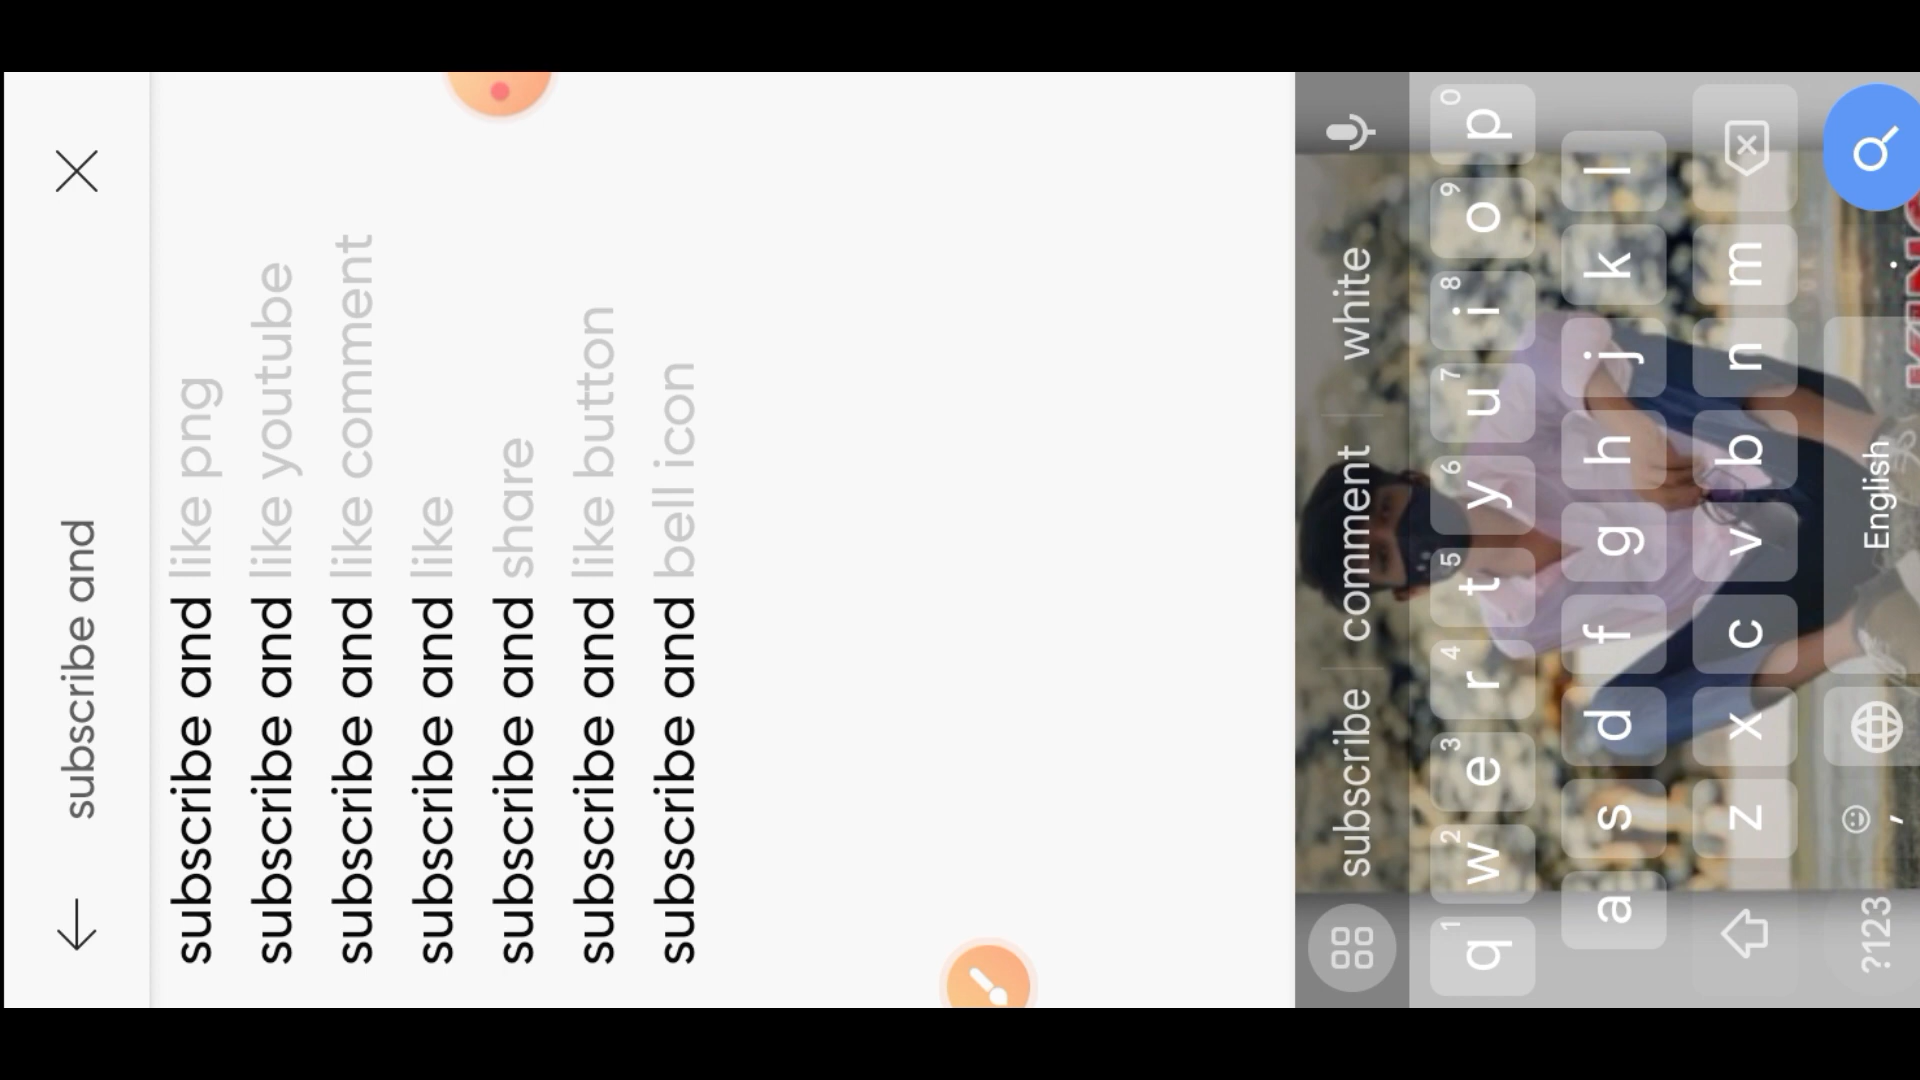 subscribe and
subscribe and like png
subscribe and like youtube
subscribe and like comment
subscribe and like
subscribe and share
subscribe and like button
subscribe and bell icon
subscribe comment white
q 1 w 2 e 3 r 4 t 5 y 6 u 7 i 8 o 9 p 0
a s d f g h j k l
z x c v b n m
?123 , English .
KING